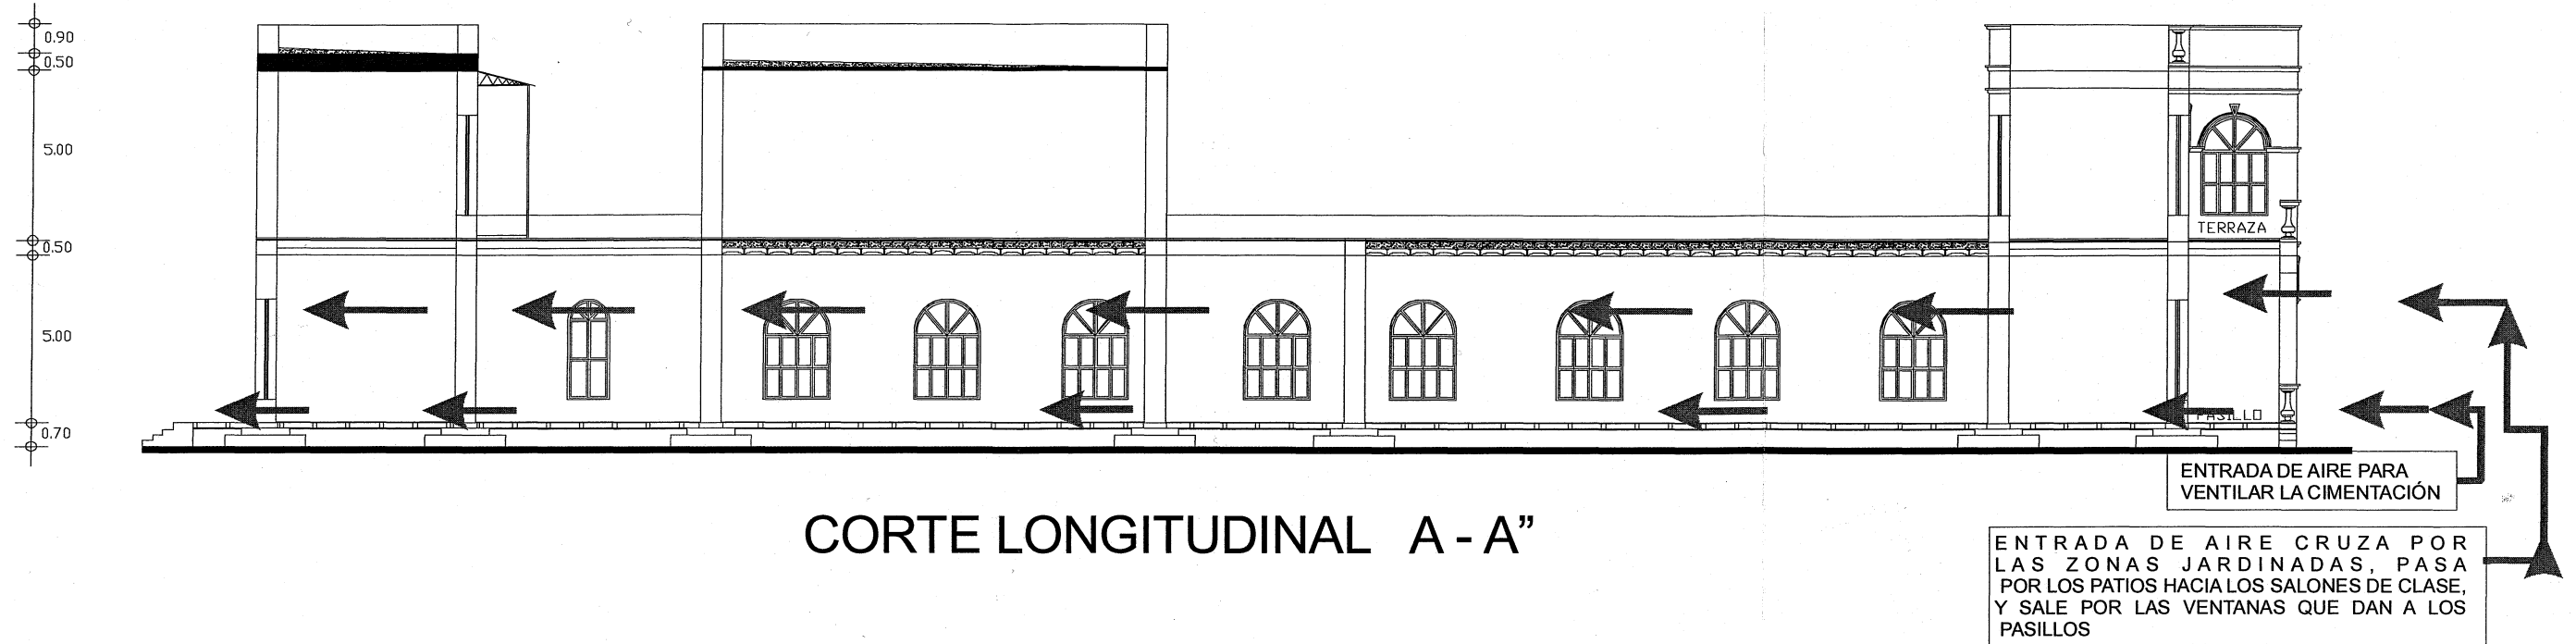 0.90
0.50
5.00
0.50
5.00
0.70
TERRAZA
PASILLO
ENTRADA DE AIRE PARA
VENTILAR LA CIMENTACIÓN
CORTE LONGITUDINAL A - A”
ENTRADA DE AIRE CRUZA POR
LAS ZONAS JARDINADAS, PASA
POR LOS PATIOS HACIA LOS SALONES DE CLASE,
Y SALE POR LAS VENTANAS QUE DAN A LOS
PASILLOS